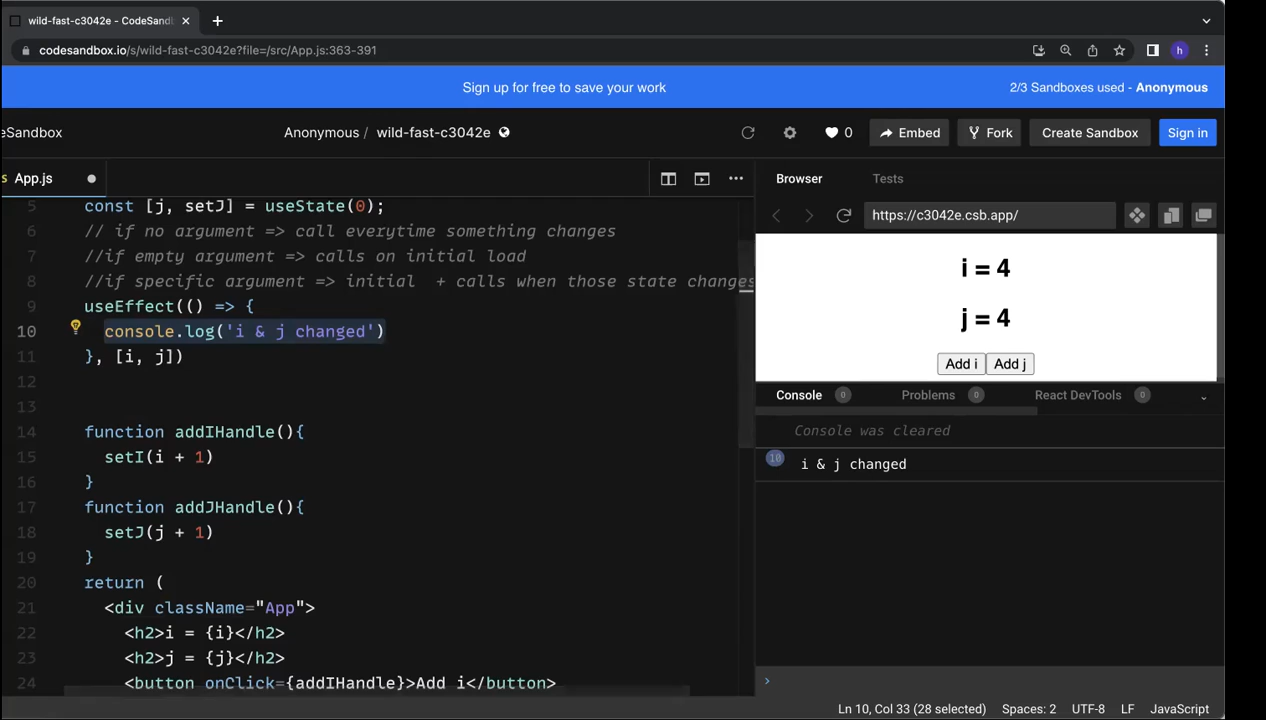 wild-fast-c3042e - CodeSandb
codesandbox.io/s/wild-fast-c3042e?file=/src/App.js:363-391
h
Sign up for free to save your work
2/3 Sandboxes used - Anonymous
eSandbox
Anonymous / wild-fast-c3042e
0
Embed
Fork
Create Sandbox
Sign in
App.js
5 const [j, setJ] = useState(0);
6 // if no argument => call everytime something changes
7 //if empty argument => calls on initial load
8 //if specific argument => initial  + calls when those state changes
9 useEffect(() => {
10 console.log('i & j changed')
11 }, [i, j])
12
13
14 function addIHandle(){
15 setI(i + 1)
16 }
17 function addJHandle(){
18 setJ(j + 1)
19 }
20 return (
21 <div className="App">
22 <h2>i = {i}</h2>
23 <h2>j = {j}</h2>
24 <button onClick={addIHandle}>Add i</button>
Browser
Tests
https://c3042e.csb.app/
i = 4
j = 4
Add i Add j
Console 0 Problems 0 React DevTools 0
Console was cleared
10 i & j changed
Ln 10, Col 33 (28 selected) Spaces: 2 UTF-8 LF JavaScript